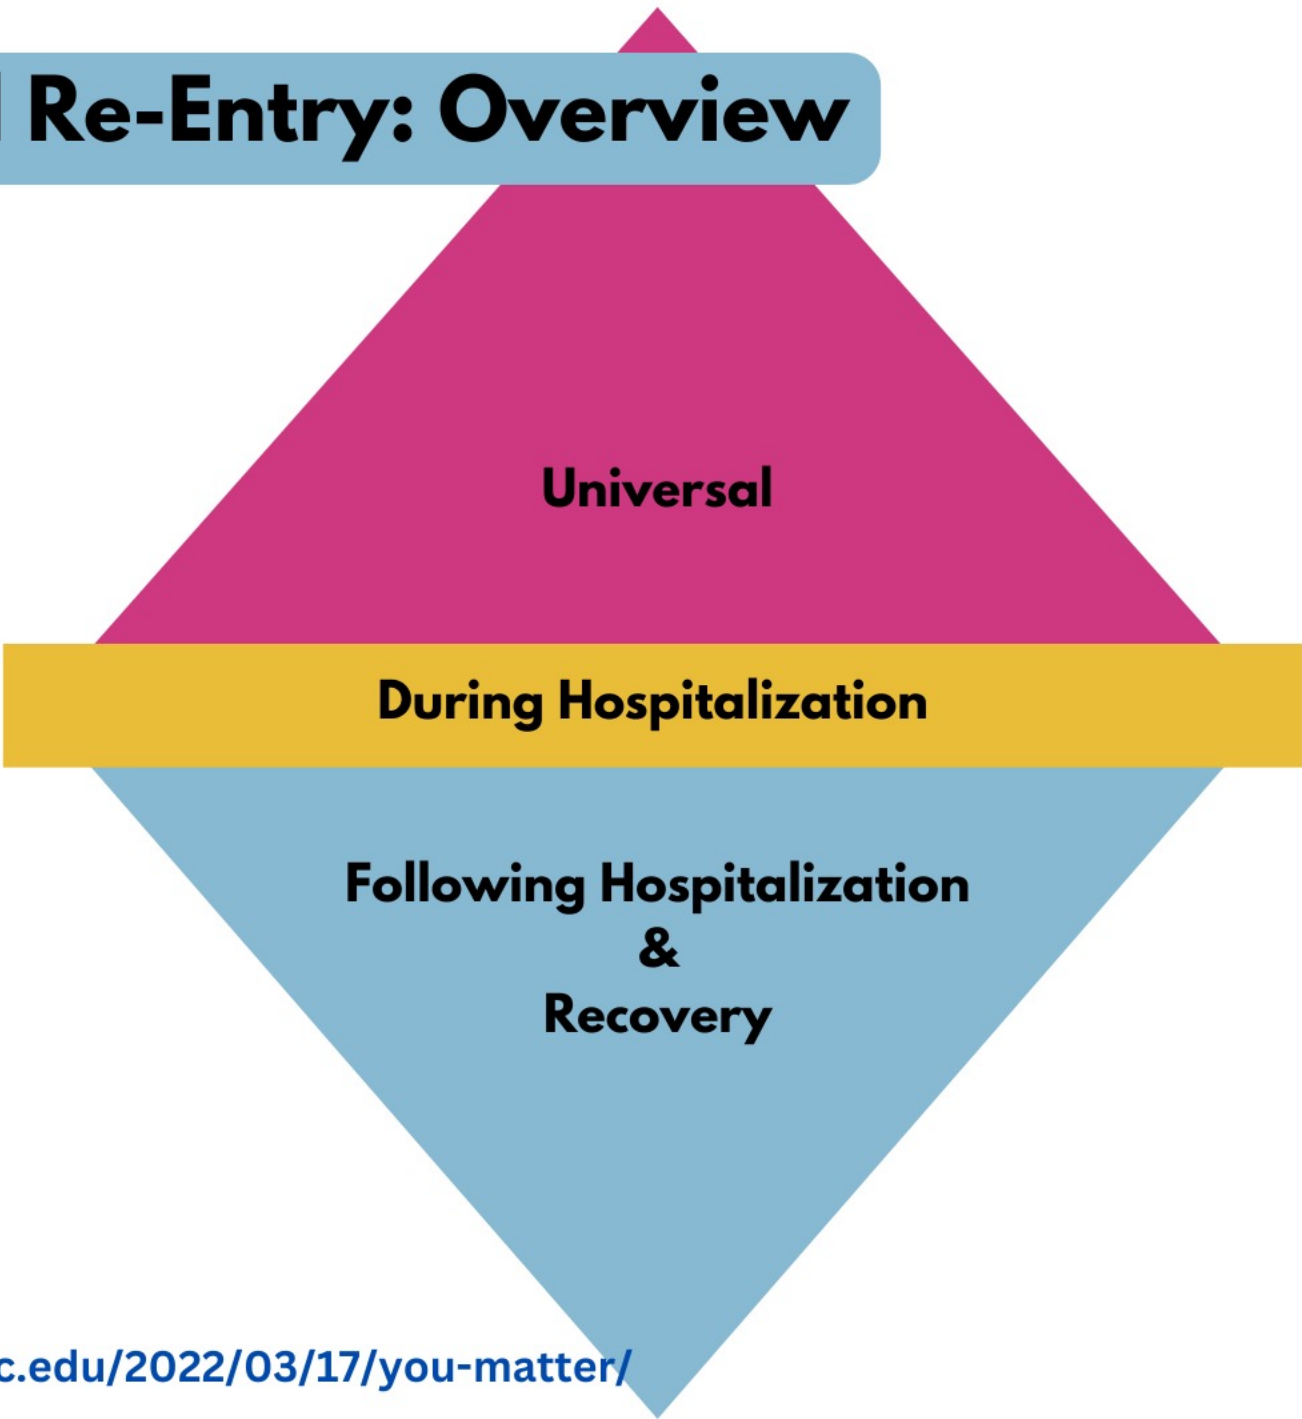 Re-Entry: Overview
Universal
During Hospitalization
Following Hospitalization
&
Recovery
c.edu/2022/03/17/you-matter/